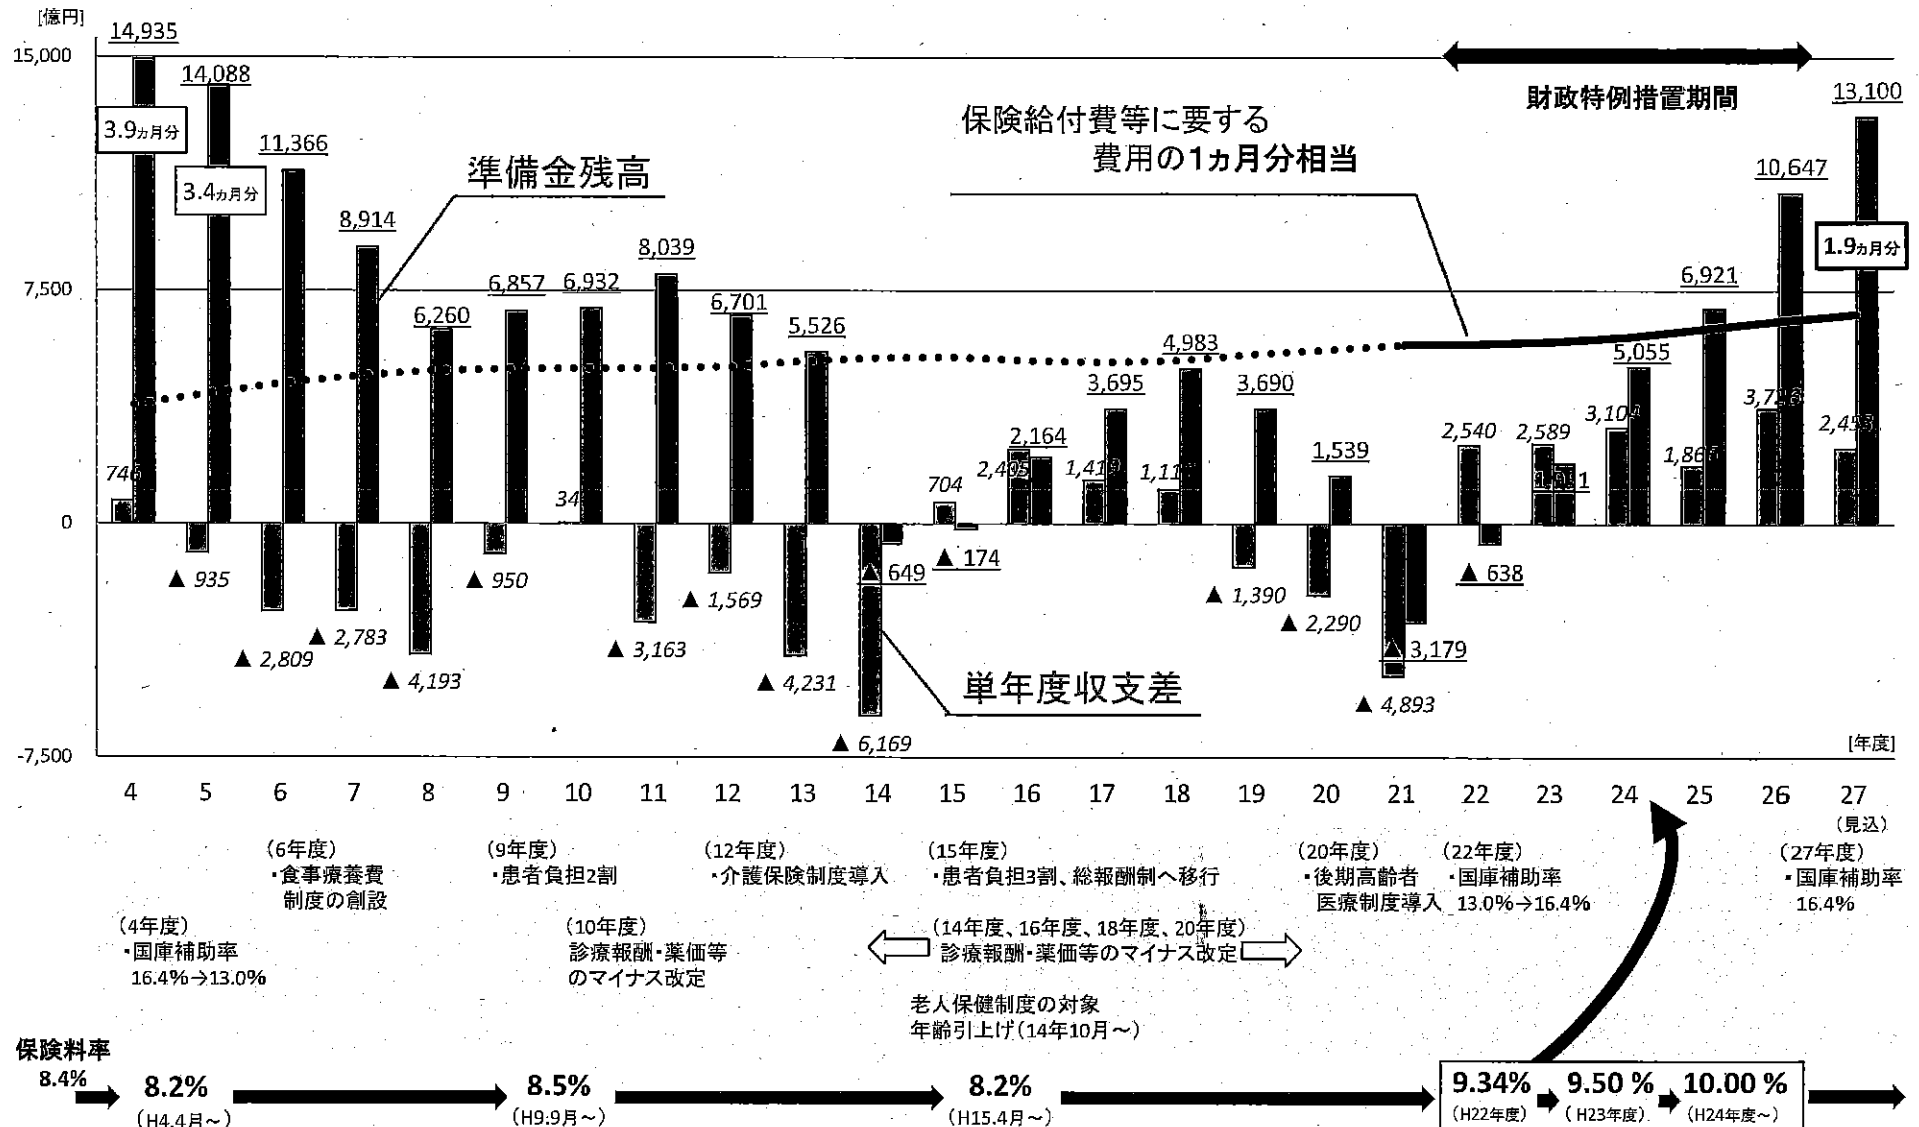 [億円]
15,000
7,500
0
-7,500
14,935
14,088
11,366
8,914
6,260
6,857
6,932
8,039
6,701
5,526
▲ 649
▲ 174
2,164
3,695
4,983
3,690
1,539
▲ 3,179
▲ 638
5,055
6,921
10,647
13,100
3.9ヵ月分
3.4ヵ月分
1.9ヵ月分
準備金残高
保険給付費等に要する
費用の1ヵ月分相当
財政特例措置期間
746
▲ 935
▲ 2,809
▲ 2,783
▲ 4,193
▲ 950
34
▲ 3,163
▲ 1,569
▲ 4,231
▲ 6,169
704
1,419
▲ 1,390
▲ 2,290
▲ 4,893
2,540
2,589
3,104
単年度収支差
[年度]
4 5 6 7 8 9 10 11 12 13 14 15 16 17 18 19 20 21 22 23 24 25 26 27
(見込)
(6年度)
・食事療養費
制度の創設
(9年度)
・患者負担2割
(12年度)
・介護保険制度導入
(15年度)
・患者負担3割、総報酬制へ移行
(20年度)
・後期高齢者
医療制度導入
(22年度)
・国庫補助率
13.0%→16.4%
(27年度)
・国庫補助率
16.4%
(4年度)
・国庫補助率
16.4%→13.0%
(10年度)
診療報酬・薬価等
のマイナス改定
(14年度、16年度、18年度、20年度)
診療報酬・薬価等のマイナス改定
老人保健制度の対象
年齢引上げ(14年10月～)
保険料率
8.4%
8.2%
(H4.4月～)
8.5%
(H9.9月～)
8.2%
(H15.4月～)
9.34%
(H22年度)
9.50 %
(H23年度)
10.00 %
(H24年度～)